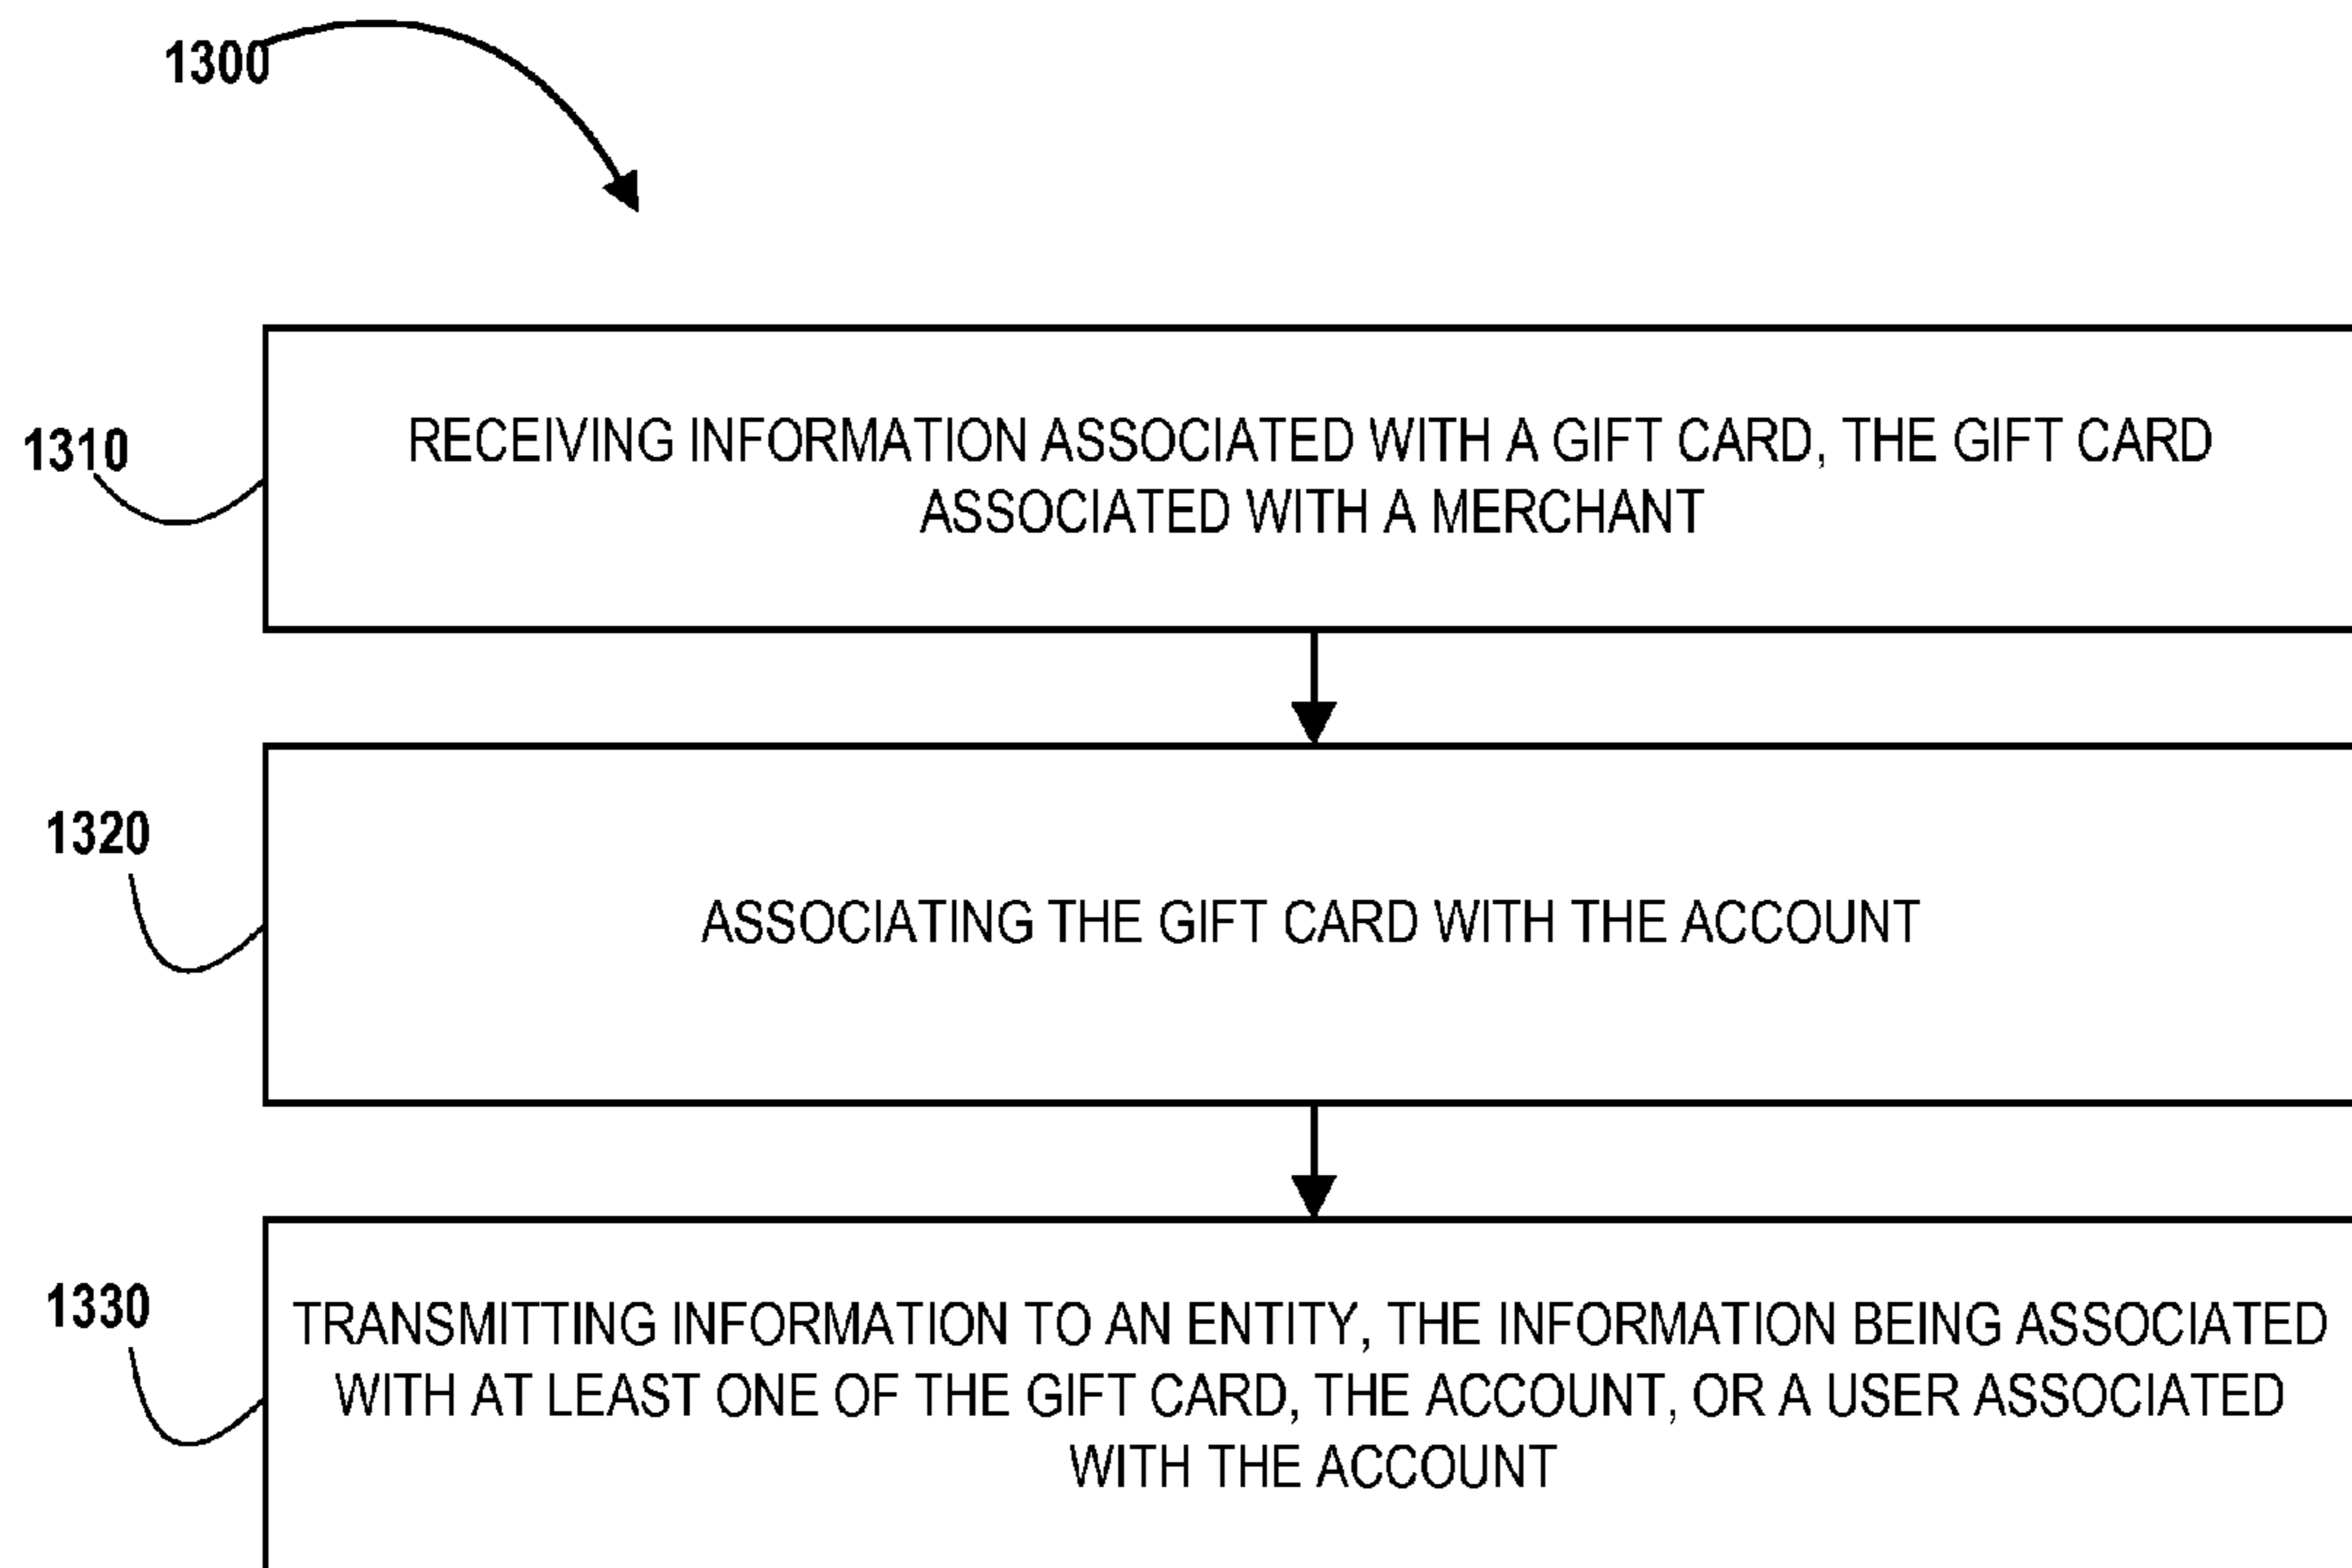 1300
1310
RECEIVING INFORMATION ASSOCIATED WITH A GIFT CARD, THE GIFT CARD
ASSOCIATED WITH A MERCHANT
1320
ASSOCIATING THE GIFT CARD WITH THE ACCOUNT
1330
TRANSMITTING INFORMATION TO AN ENTITY, THE INFORMATION BEING ASSOCIATED
WITH AT LEAST ONE OF THE GIFT CARD, THE ACCOUNT, OR A USER ASSOCIATED
WITH THE ACCOUNT